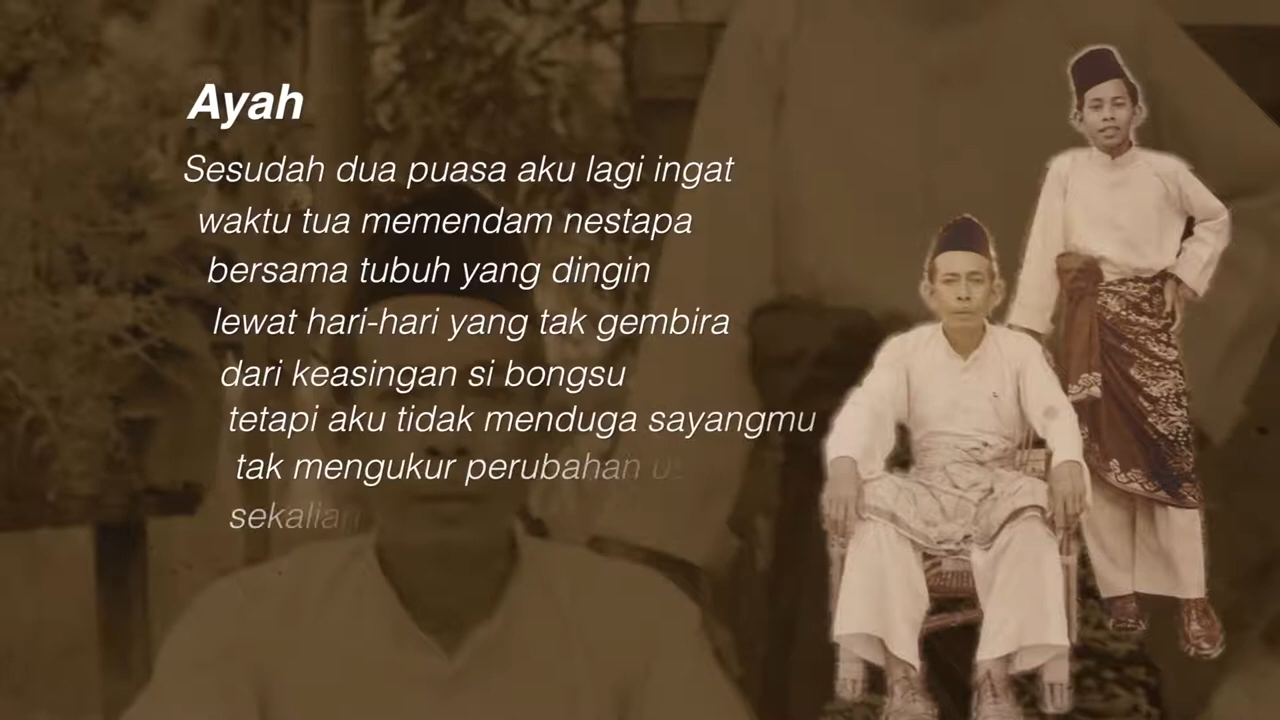 Ayah
Sesudah dua puasa aku lagi ingat
waktu tua memendam nestapa
bersama tubuh yang dingin
lewat hari-hari yang tak gembira
dari keasingan si bongsu
tetapi aku tidak menduga sayangmu
tak mengukur perubahan
sekalian